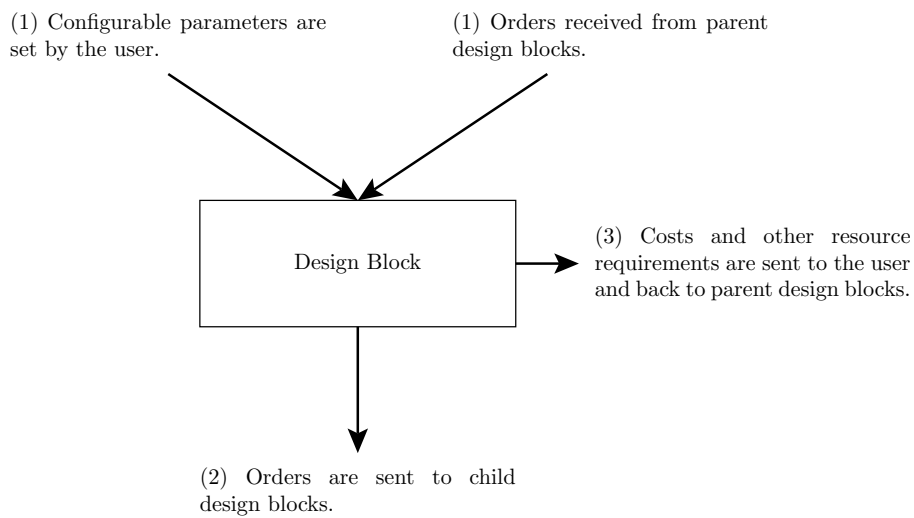 (1) Configurable parameters are
set by the user.
(1) Orders received from parent
design blocks.
Design Block
(3) Costs and other resource
requirements are sent to the user
and back to parent design blocks.
(2) Orders are sent to child
design blocks.